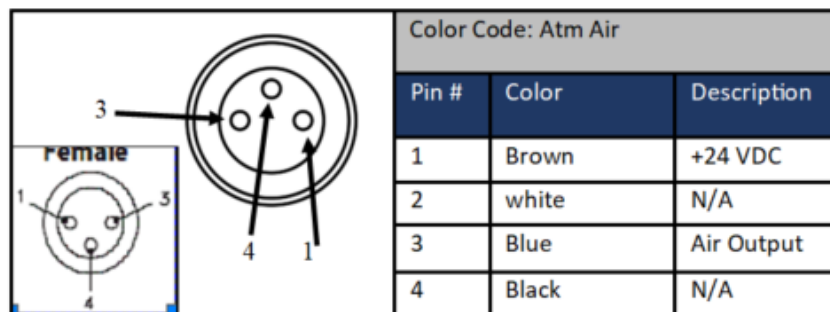 Color Code: Atm Air
Pin # Color Description
1 Brown +24 VDC
2 white N/A
3 Blue Air Output
4 Black N/A
3
4 1
Female
1 3
4